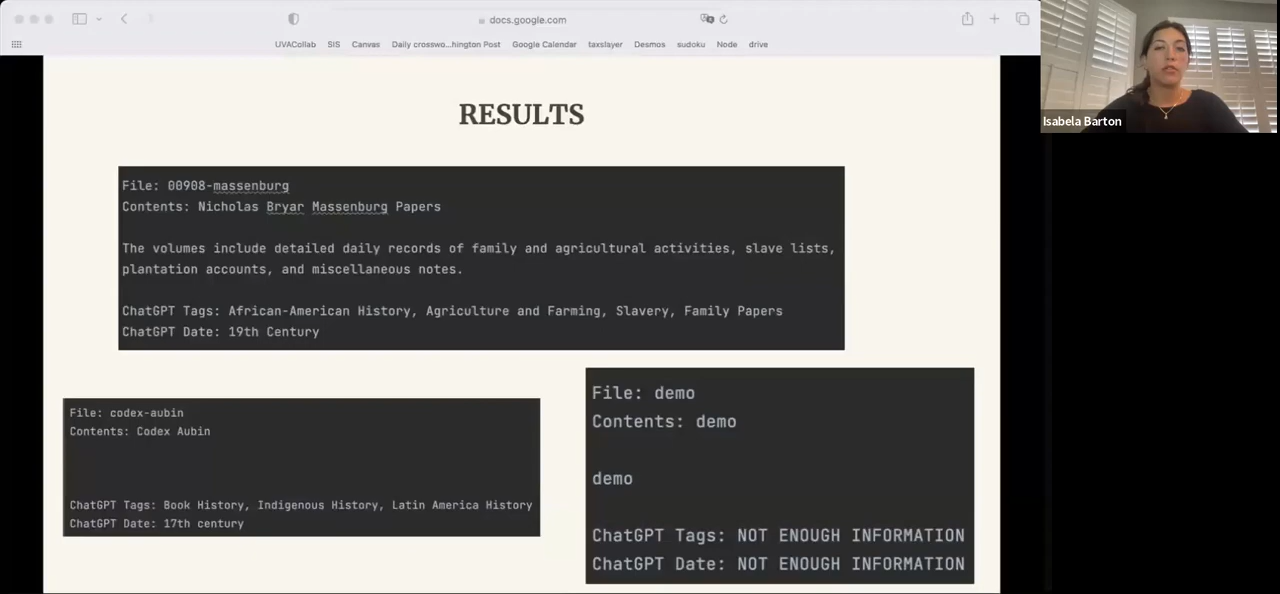 docs.google.com
UVACollab SIS Canvas Daily crosswo...hington Post Google Calendar taxslayer Desmos sudoku Node drive
Isabela Barton
RESULTS
File: 00908-massenburg
Contents: Nicholas Bryar Massenburg Papers
The volumes include detailed daily records of family and agricultural activities, slave lists,
plantation accounts, and miscellaneous notes.
ChatGPT Tags: African-American History, Agriculture and Farming, Slavery, Family Papers
ChatGPT Date: 19th Century
File: codex-aubin
Contents: Codex Aubin
ChatGPT Tags: Book History, Indigenous History, Latin America History
ChatGPT Date: 17th century
File: demo
Contents: demo
demo
ChatGPT Tags: NOT ENOUGH INFORMATION
ChatGPT Date: NOT ENOUGH INFORMATION